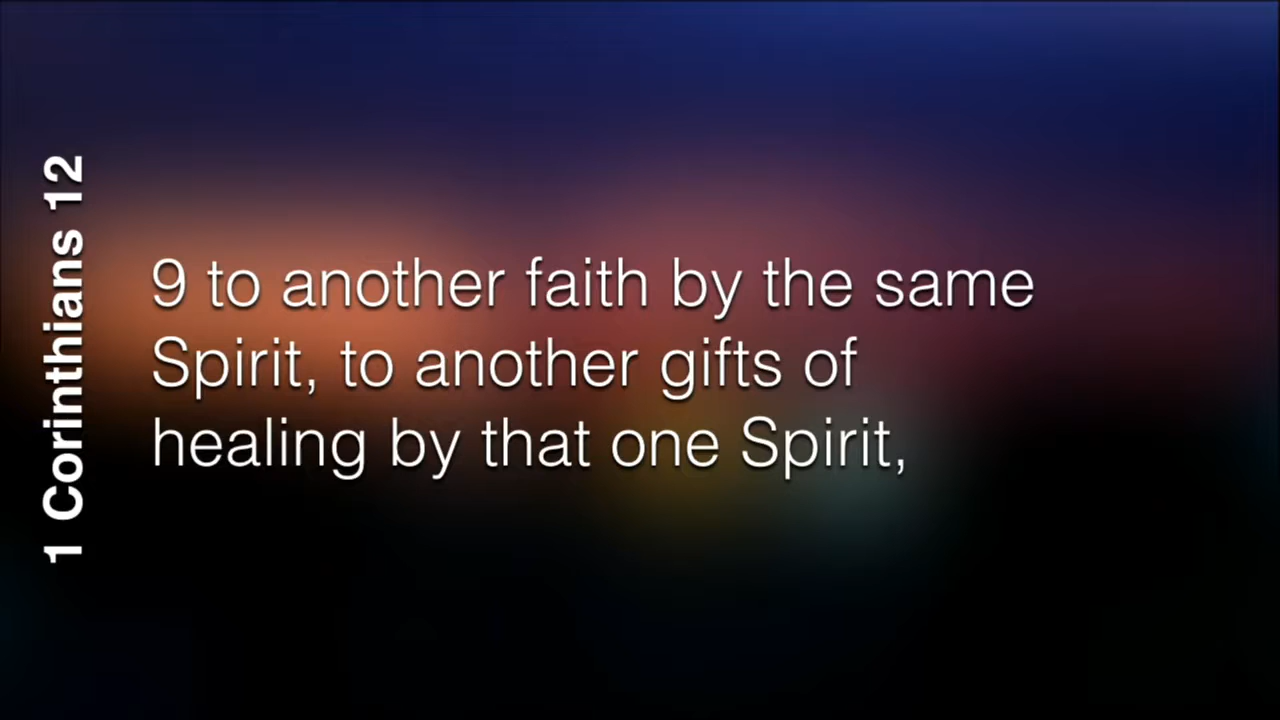 1 Corinthians 12
9 to another faith by the same
Spirit, to another gifts of
healing by that one Spirit,